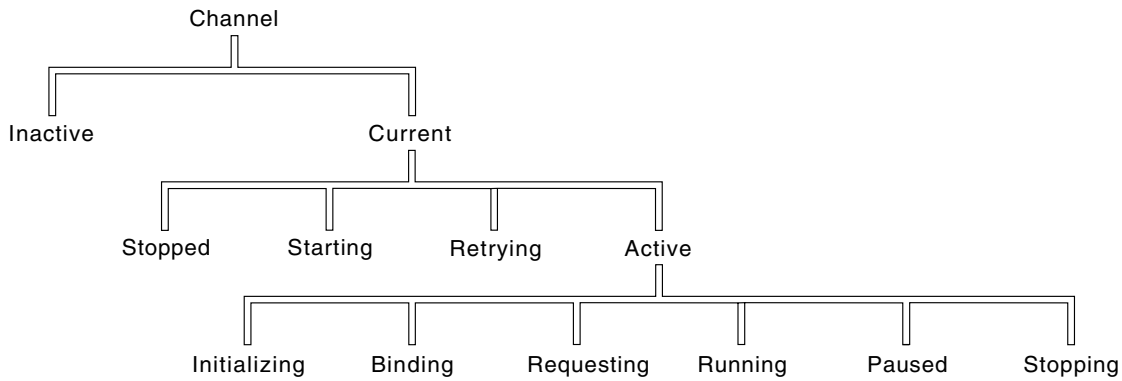 Channel
Inactive
Current
Stopped
Starting
Retrying
Active
Initializing
Binding
Requesting
Running
Paused
Stopping